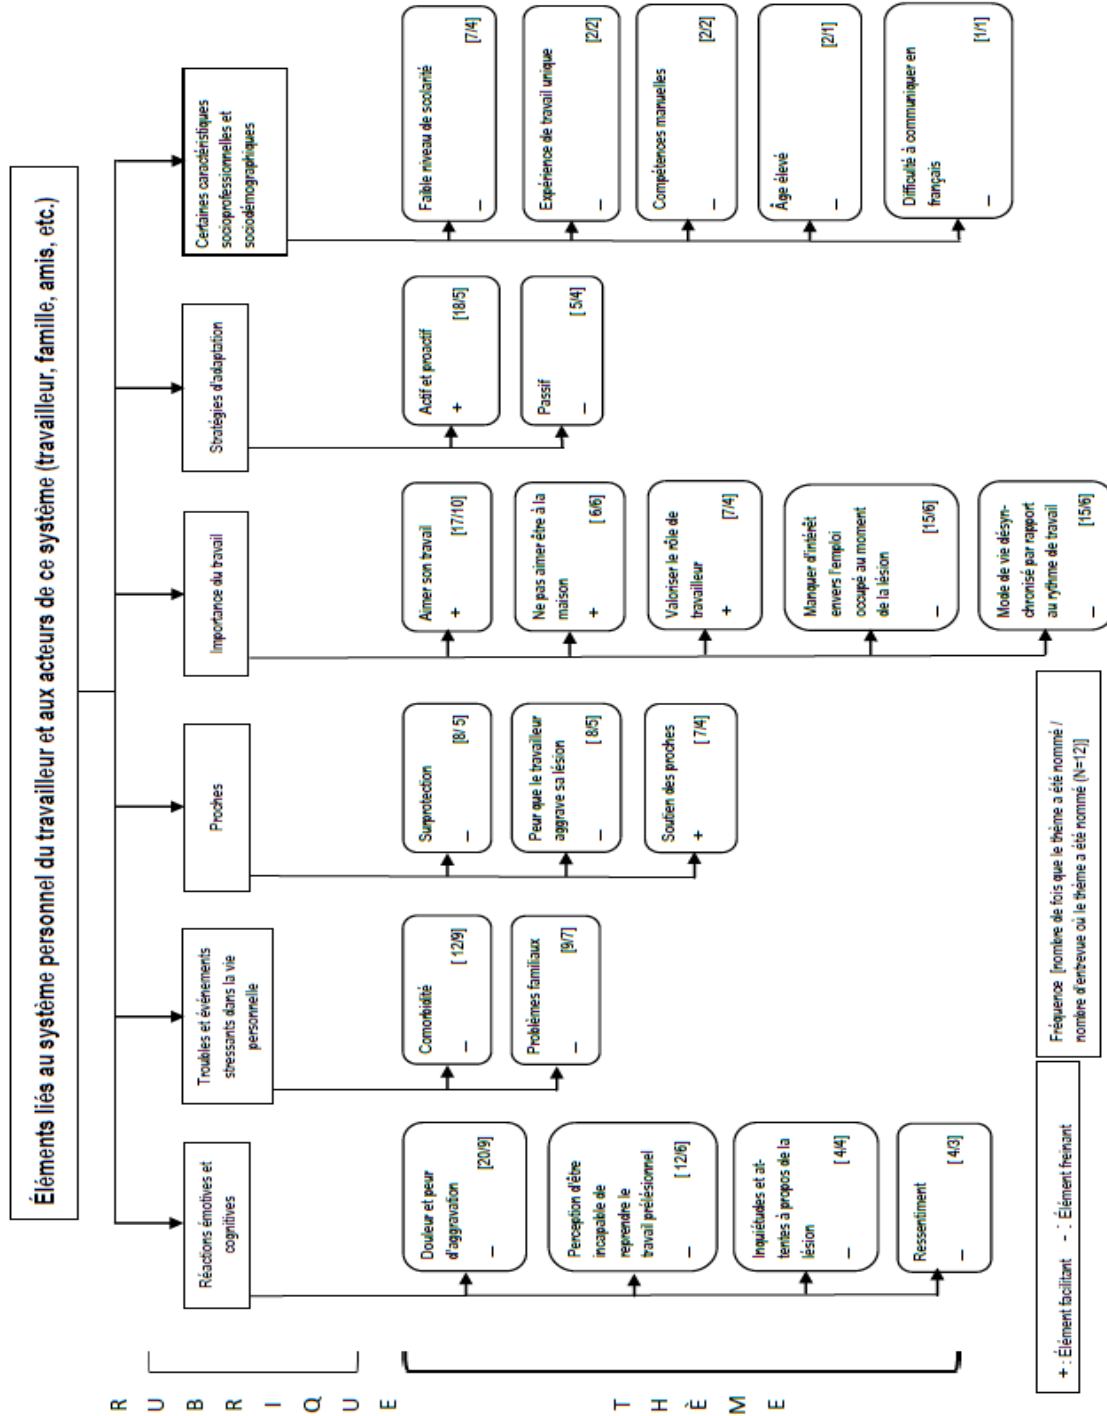 Éléments liés au système personnel du travailleur et aux acteurs de ce système (travailleur, famille, amis, etc.)
RUBRIQUE
Réactions émotives et
cognitives
Troubles et événements
stressants dans la vie
personnelle
Proches
Importance du travail
Stratégies d'adaptation
Certaines caractéristiques
socioprofessionnelles et
sociodémographiques
THÈME
Douleur et peur
d'aggravation
– [20/9]
Perception d'être
incapable de
reprendre le
travail prélésionnel
– [ 12/6]
Inquiétudes et at-
tentes à propos de la
lésion
– [ 4/4]
Ressentiment
– [ 4/3]
Comorbidité
– [ 12/9]
Problèmes familiaux
– [9/7]
Surprotection
– [8/ 5]
Peur que le travailleur
aggrave sa lésion
– [ 8/5]
Soutien des proches
+ [ 7/4]
Aimer son travail
+ [17/10]
Ne pas aimer être à la
maison
+ [ 6/6]
Valoriser le rôle de
travailleur
+ [7/4]
Manquer d'intérêt
envers l'emploi
occupé au moment
de la lésion
– [15/6]
Mode de vie désyn-
chronisé par rapport
au rythme de travail
– [15/6]
Actif et proactif
+ [18/5]
Passif
– [ 5/4]
Faible niveau de scolarité
– [7/4]
Expérience de travail unique
– [2/2]
Compétences manuelles
– [2/2]
Âge élevé
– [2/1]
Difficulté à communiquer en
français
– [1/1]
+ : Élément facilitant - : Élément freinant
Fréquence [nombre de fois que le thème a été nommé /
nombre d'entrevue où le thème a été nommé (N=12)]